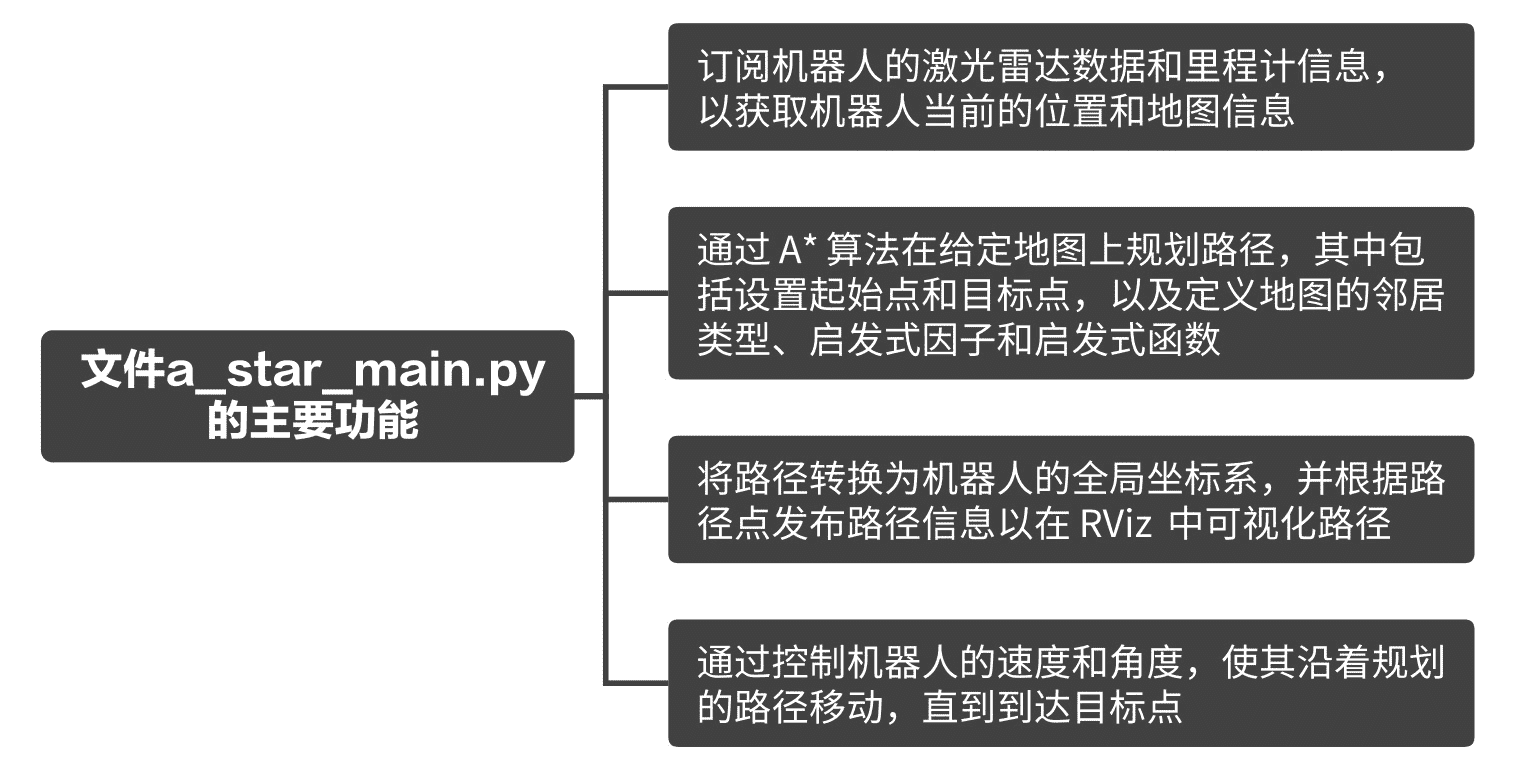 文件a_star_main.py
的主要功能
订阅机器人的激光雷达数据和里程计信息，
以获取机器人当前的位置和地图信息
通过 A* 算法在给定地图上规划路径，其中包
括设置起始点和目标点，以及定义地图的邻居
类型、启发式因子和启发式函数
将路径转换为机器人的全局坐标系，并根据路
径点发布路径信息以在 RViz 中可视化路径
通过控制机器人的速度和角度，使其沿着规划
的路径移动，直到到达目标点